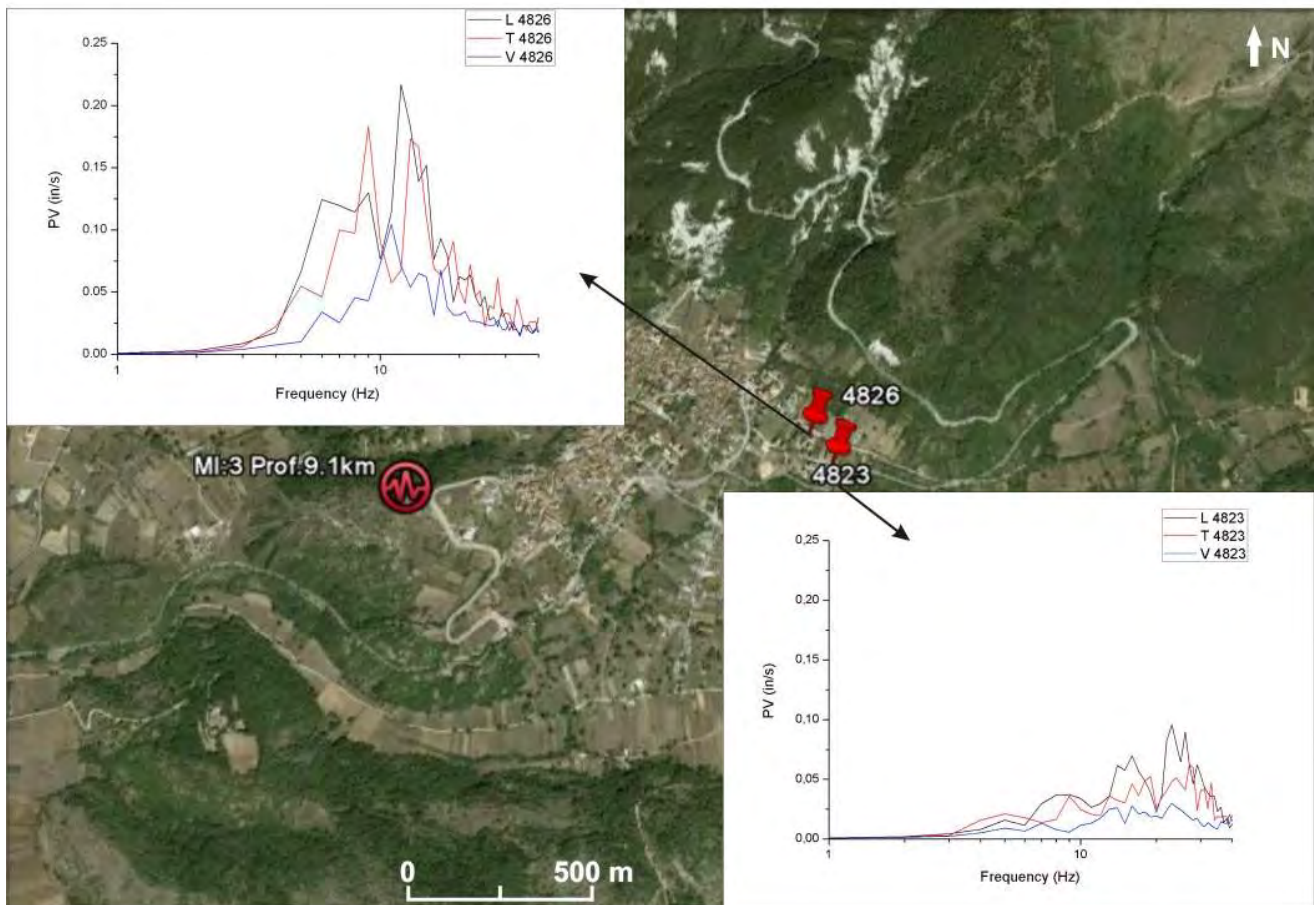 L 4826
T 4826
V 4826
0.25
0.20
0.15
0.10
0.05
0.00
PV (in/s)
1
10
Frequency (Hz)
N
4826
4823
Ml:3 Prof:9.1km
L 4823
T 4823
V 4823
0,25
0,20
0,15
0,10
0,05
0,00
PV (in/s)
1
10
Frequency (Hz)
0 500 m